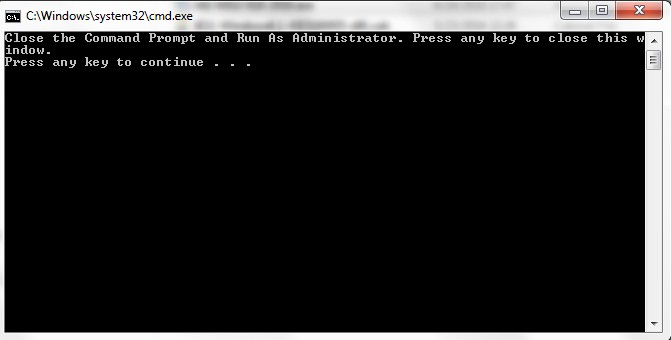 C:\Windows\system32\cmd.exe
Close the Command Prompt and Run As Administrator. Press any key to close this w
indow.
Press any key to continue . . .